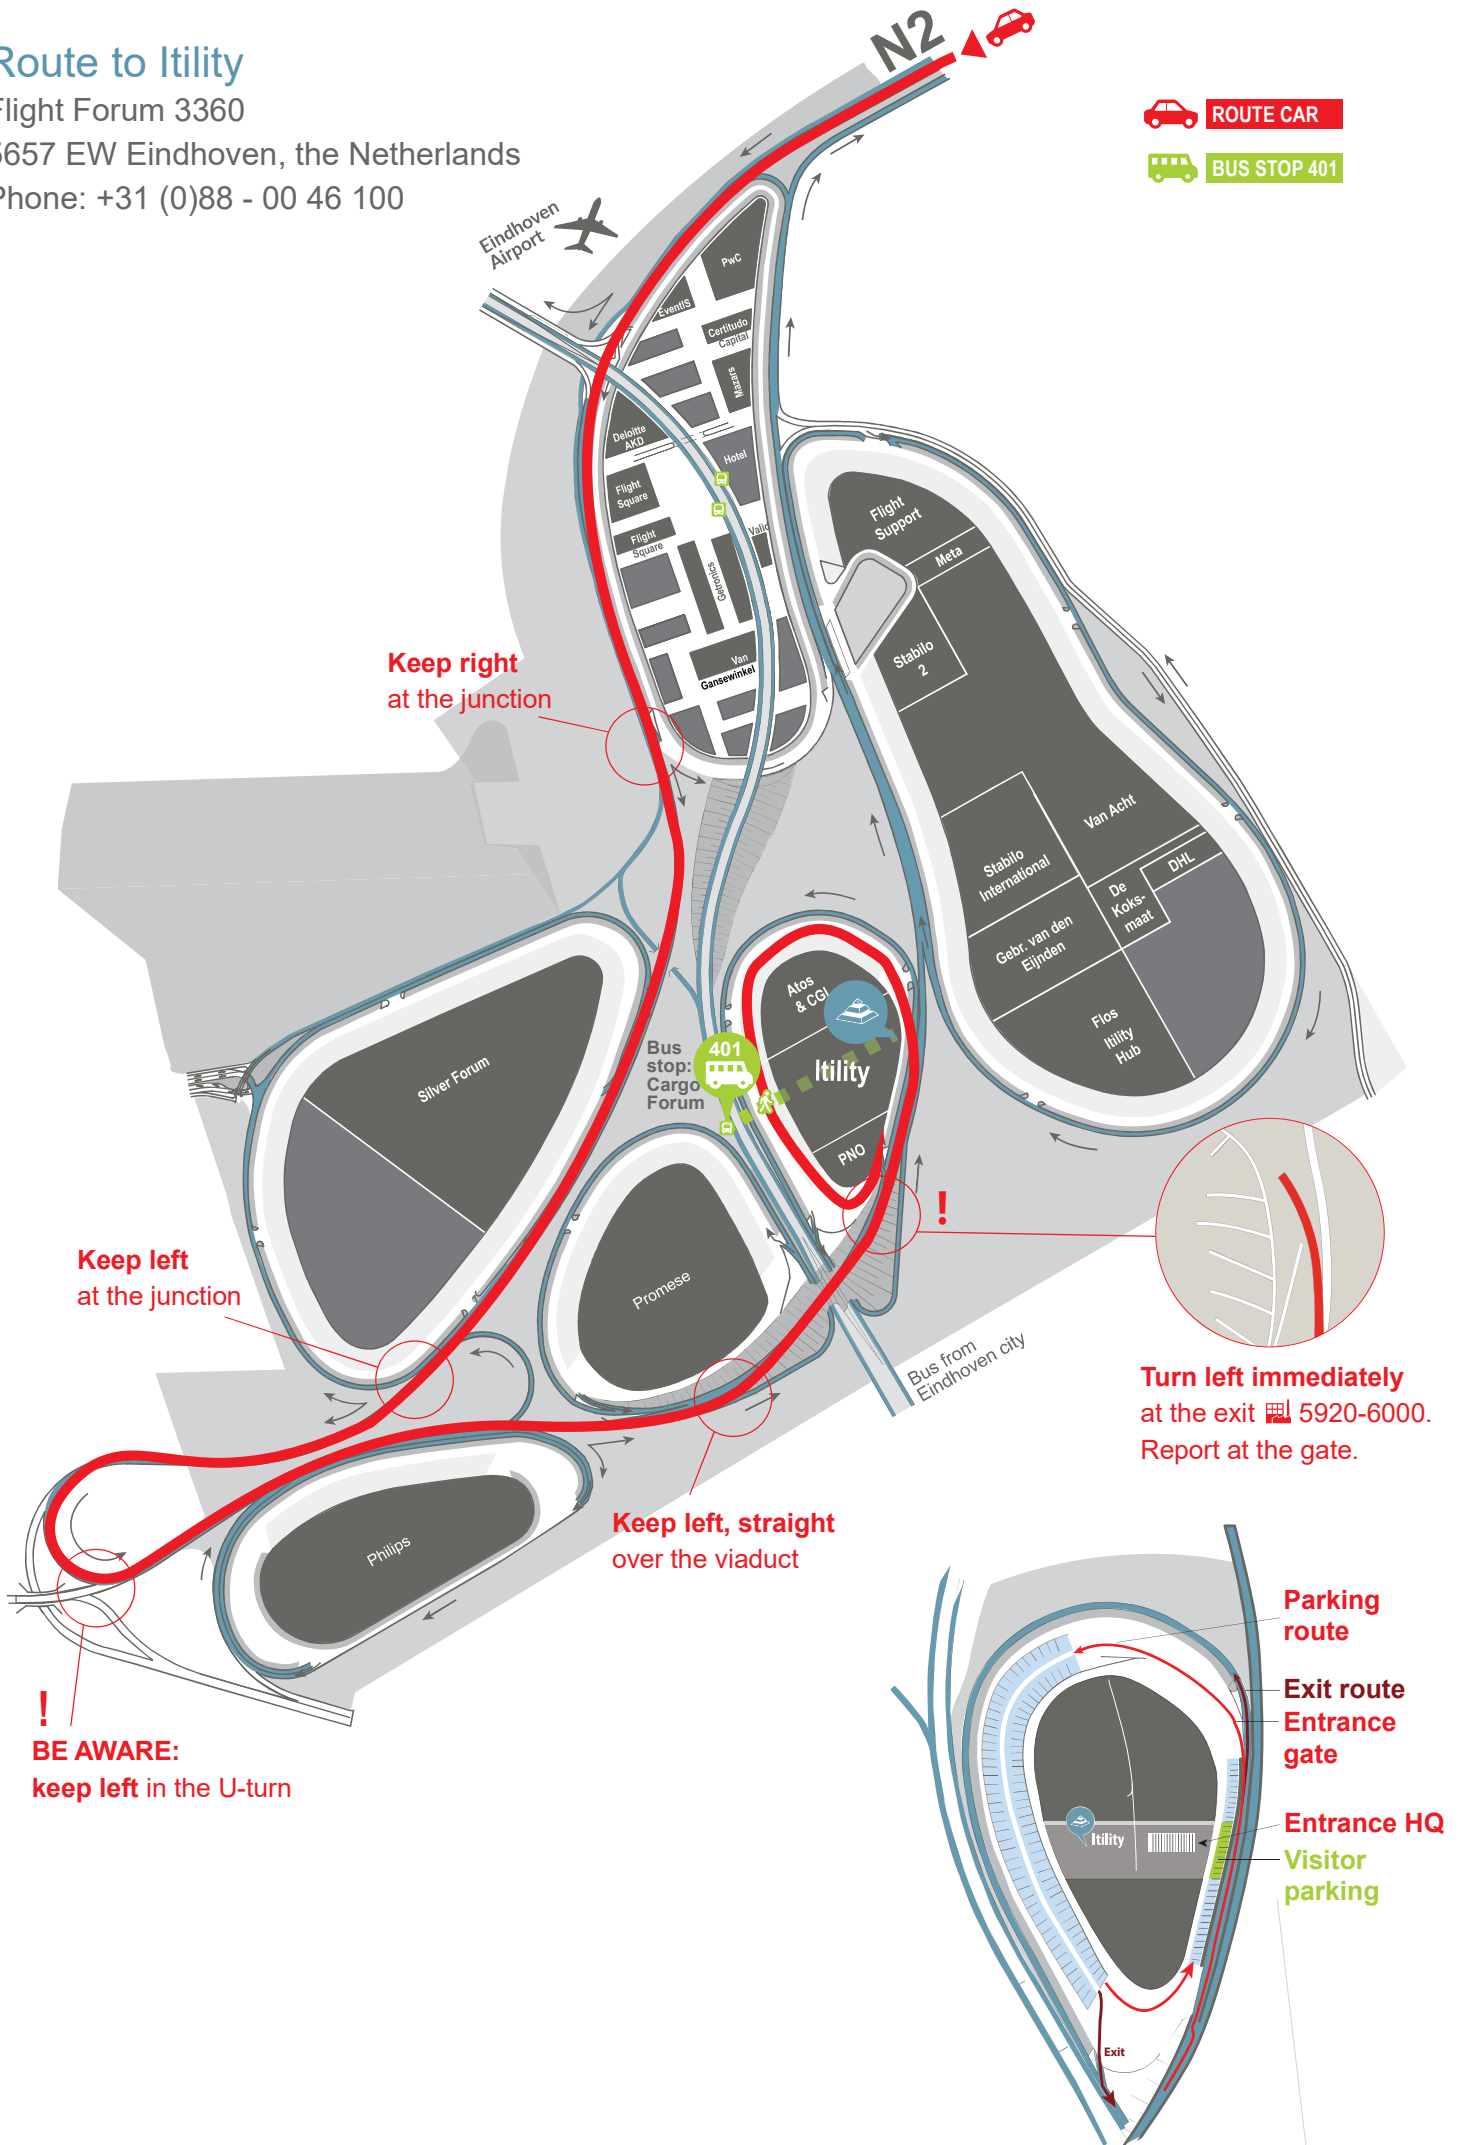 Route to Itility
Flight Forum 3360
5657 EW Eindhoven, the Netherlands
Phone: +31 (0)88 - 00 46 100
N2
ROUTE CAR
BUS STOP 401
Eindhoven
Airport
PwC
EventIS
Certitudo
Capital
Mazars
Deloitte
AKD
Hotel
Flight
Square
Flight
Square
Valid
Getronics
Van
Gansewinkel
Flight
Support
Meta
Stabilo
2
Keep right
at the junction
Van Acht
Stabilo
International
DHL
De
Koks-
maat
Gebr. van den
Eijnden
Flos
Itility
Hub
Atos
& CGI
Itility
PNO
Bus
stop:
Cargo
Forum
401
Silver Forum
Promese
Keep left
at the junction
!
Bus from
Eindhoven city
Turn left immediately
at the exit 5920-6000.
Report at the gate.
Keep left, straight
over the viaduct
Philips
!
BE AWARE:
keep left in the U-turn
Parking
route
Exit route
Entrance
gate
Entrance HQ
Visitor
parking
Itility
Exit